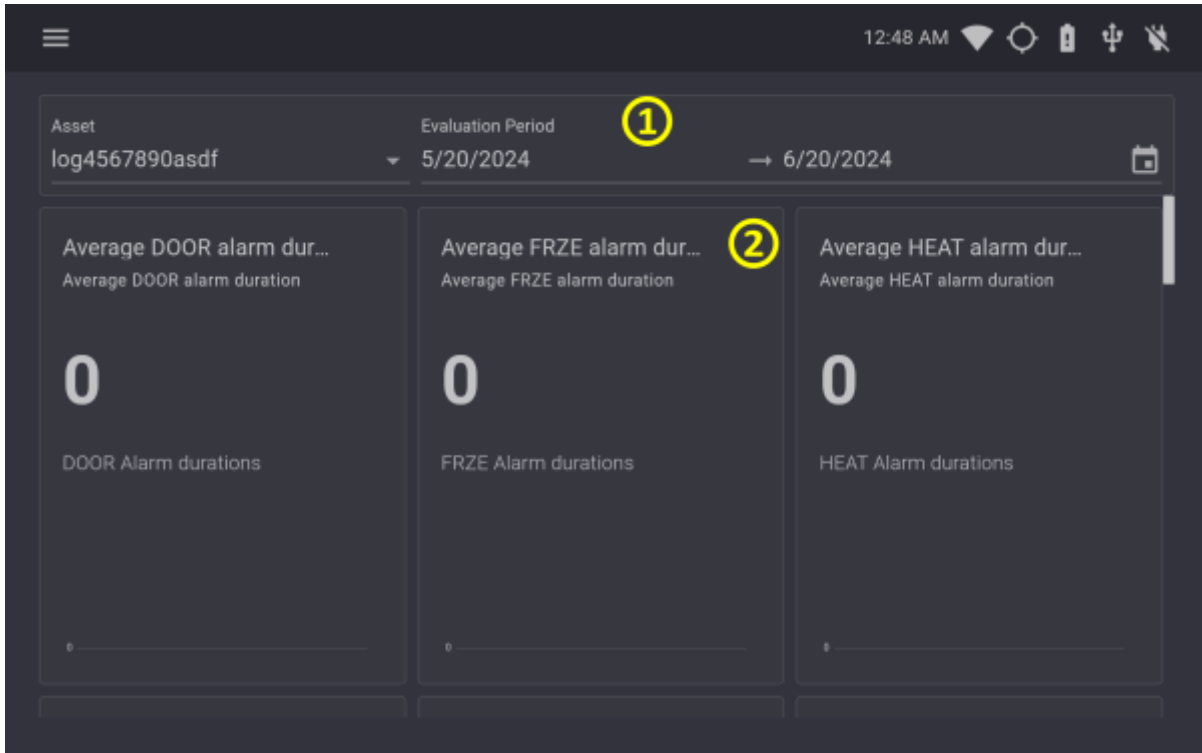 12:48 AM
1
Asset Evaluation Period
log4567890asdf 5/20/2024 → 6/20/2024
2
Average DOOR alarm dur... Average FRZE alarm dur... Average HEAT alarm dur...
Average DOOR alarm duration Average FRZE alarm duration Average HEAT alarm duration
0 0 0
DOOR Alarm durations FRZE Alarm durations HEAT Alarm durations
0 0 0